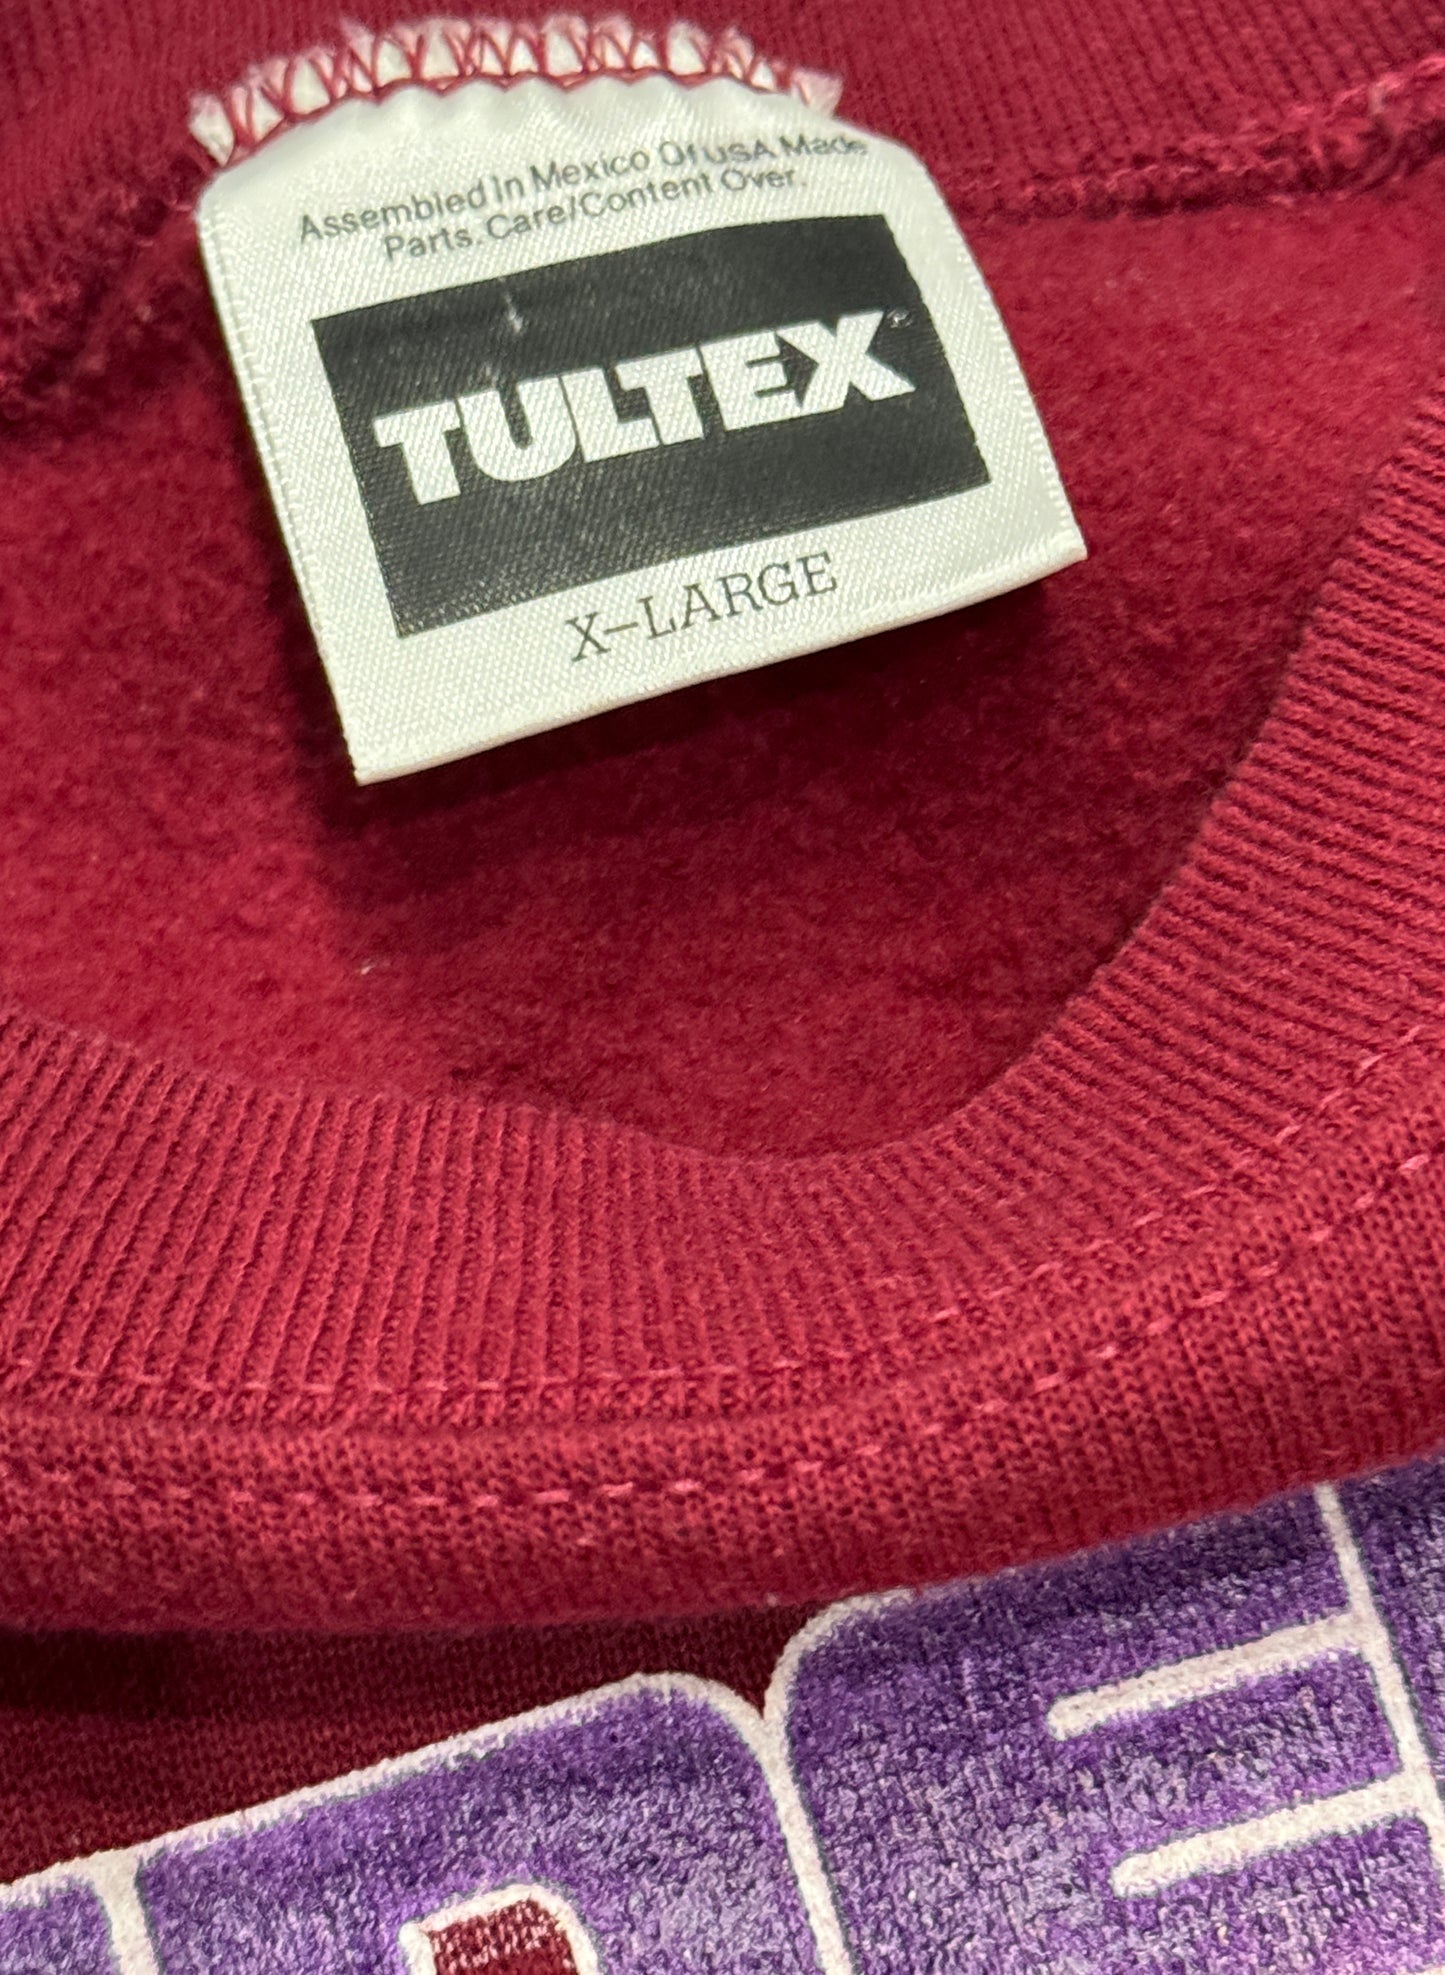 Assembled In Mexico Of USA Made
Parts. Care/Content Over.
TULTEX®
X-LARGE